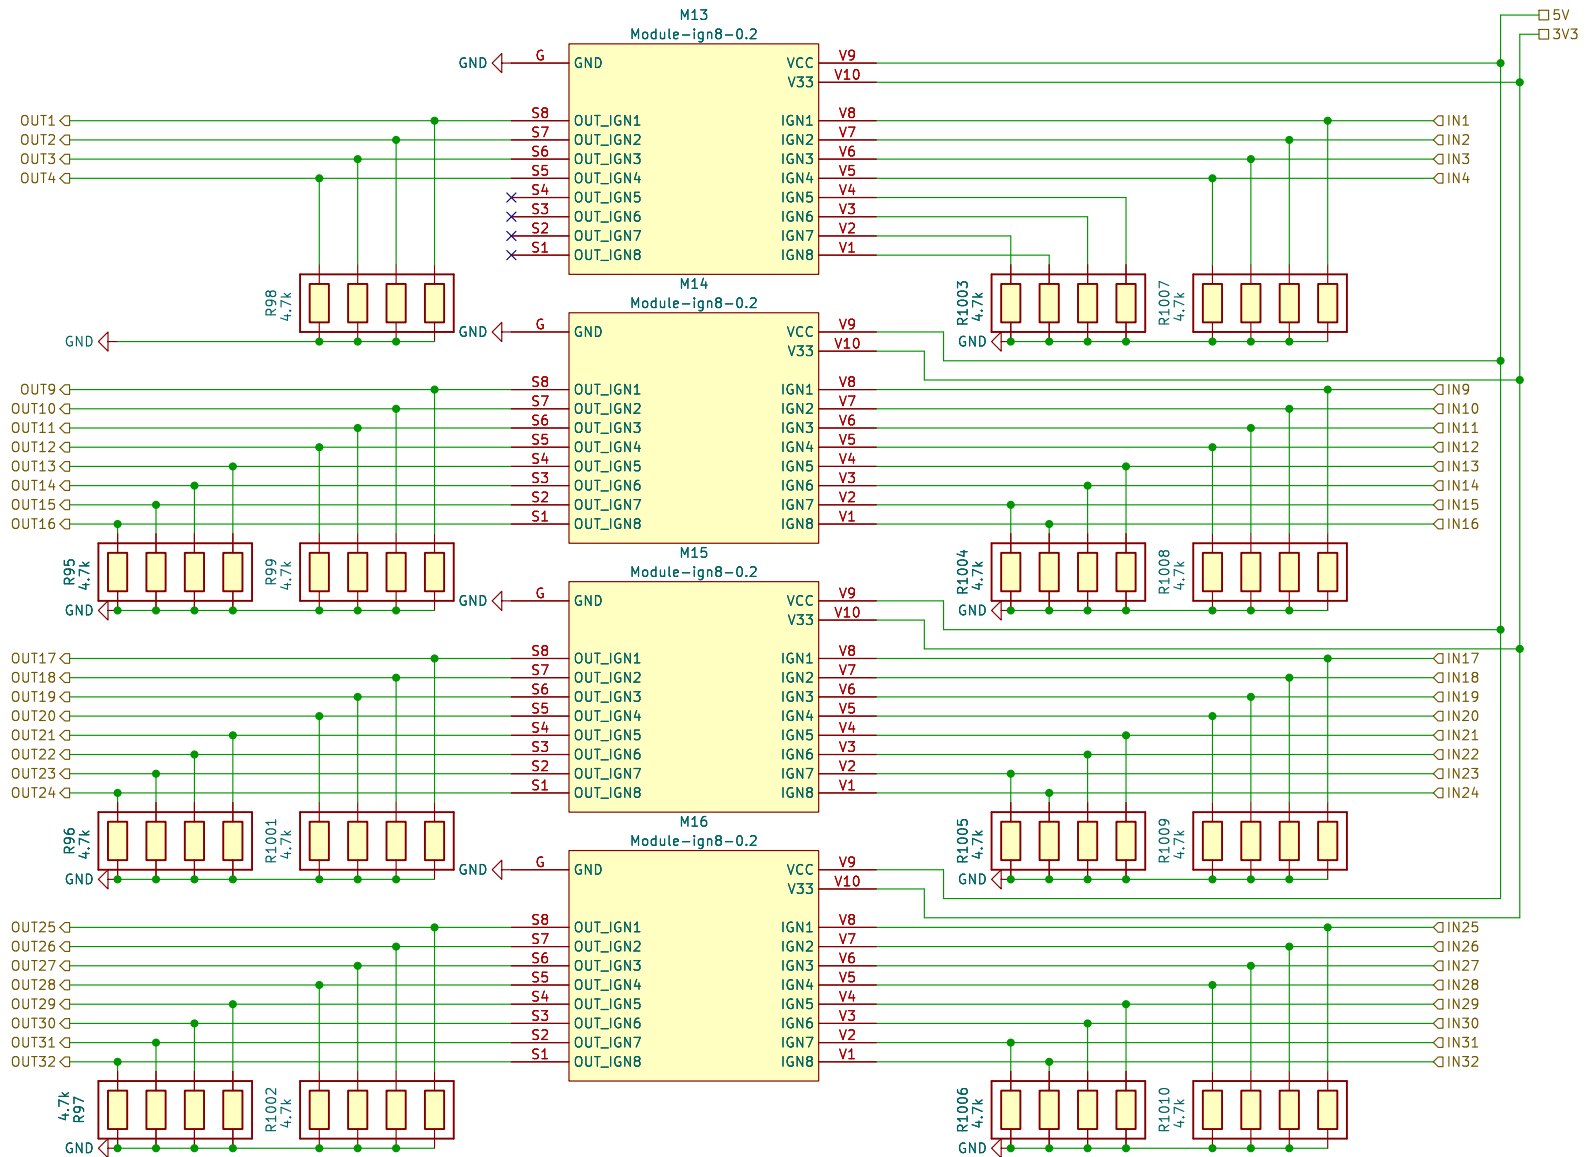 M13
Module-ign8-0.2
5V
3V3
GND
G
GND
VCC
V9
V33
V10
OUT1
S8
OUT_IGN1
IGN1
V8
IN1
OUT2
S7
OUT_IGN2
IGN2
V7
IN2
OUT3
S6
OUT_IGN3
IGN3
V6
IN3
OUT4
S5
OUT_IGN4
IGN4
V5
IN4
S4
OUT_IGN5
IGN5
V4
S3
OUT_IGN6
IGN6
V3
S2
OUT_IGN7
IGN7
V2
S1
OUT_IGN8
IGN8
V1
R98
4.7k
R1003
4.7k
R1007
4.7k
GND
GND
M14
Module-ign8-0.2
GND
G
GND
VCC
V9
V33
V10
OUT9
S8
OUT_IGN1
IGN1
V8
IN9
OUT10
S7
OUT_IGN2
IGN2
V7
IN10
OUT11
S6
OUT_IGN3
IGN3
V6
IN11
OUT12
S5
OUT_IGN4
IGN4
V5
IN12
OUT13
S4
OUT_IGN5
IGN5
V4
IN13
OUT14
S3
OUT_IGN6
IGN6
V3
IN14
OUT15
S2
OUT_IGN7
IGN7
V2
IN15
OUT16
S1
OUT_IGN8
IGN8
V1
IN16
R95
4.7k
R99
4.7k
R1004
4.7k
R1008
4.7k
GND
GND
M15
Module-ign8-0.2
GND
G
GND
VCC
V9
V33
V10
OUT17
S8
OUT_IGN1
IGN1
V8
IN17
OUT18
S7
OUT_IGN2
IGN2
V7
IN18
OUT19
S6
OUT_IGN3
IGN3
V6
IN19
OUT20
S5
OUT_IGN4
IGN4
V5
IN20
OUT21
S4
OUT_IGN5
IGN5
V4
IN21
OUT22
S3
OUT_IGN6
IGN6
V3
IN22
OUT23
S2
OUT_IGN7
IGN7
V2
IN23
OUT24
S1
OUT_IGN8
IGN8
V1
IN24
R96
4.7k
R1001
4.7k
R1005
4.7k
R1009
4.7k
GND
GND
M16
Module-ign8-0.2
GND
G
GND
VCC
V9
V33
V10
OUT25
S8
OUT_IGN1
IGN1
V8
IN25
OUT26
S7
OUT_IGN2
IGN2
V7
IN26
OUT27
S6
OUT_IGN3
IGN3
V6
IN27
OUT28
S5
OUT_IGN4
IGN4
V5
IN28
OUT29
S4
OUT_IGN5
IGN5
V4
IN29
OUT30
S3
OUT_IGN6
IGN6
V3
IN30
OUT31
S2
OUT_IGN7
IGN7
V2
IN31
OUT32
S1
OUT_IGN8
IGN8
V1
IN32
4.7k
R97
R1002
4.7k
R1006
4.7k
R1010
4.7k
GND
GND